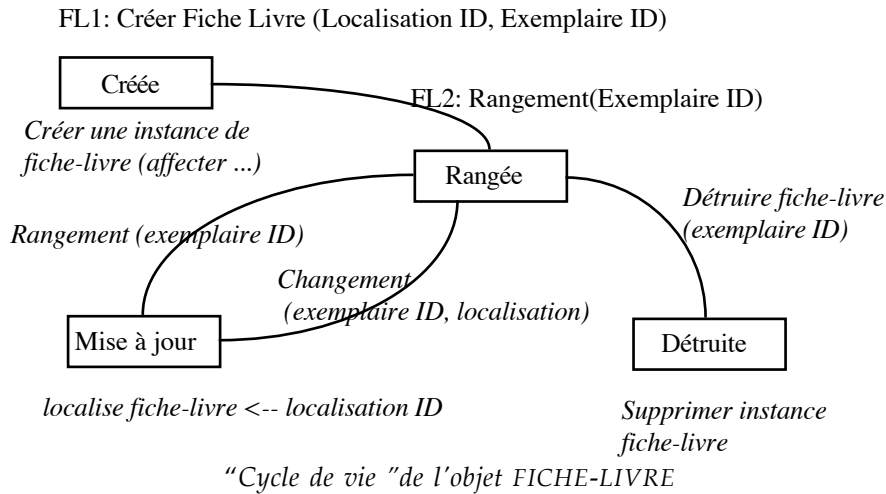 FL1: Créer Fiche Livre (Localisation ID, Exemplaire ID)
Créée
FL2: Rangement(Exemplaire ID)
Créer une instance de
fiche-livre (affecter ...)
Rangée
Détruire fiche-livre
(exemplaire ID)
Rangement (exemplaire ID)
Changement
(exemplaire ID, localisation)
Mise à jour
Détruite
localise fiche-livre <-- localisation ID
Supprimer instance
fiche-livre
“Cycle de vie ”de l'objet FICHE-LIVRE